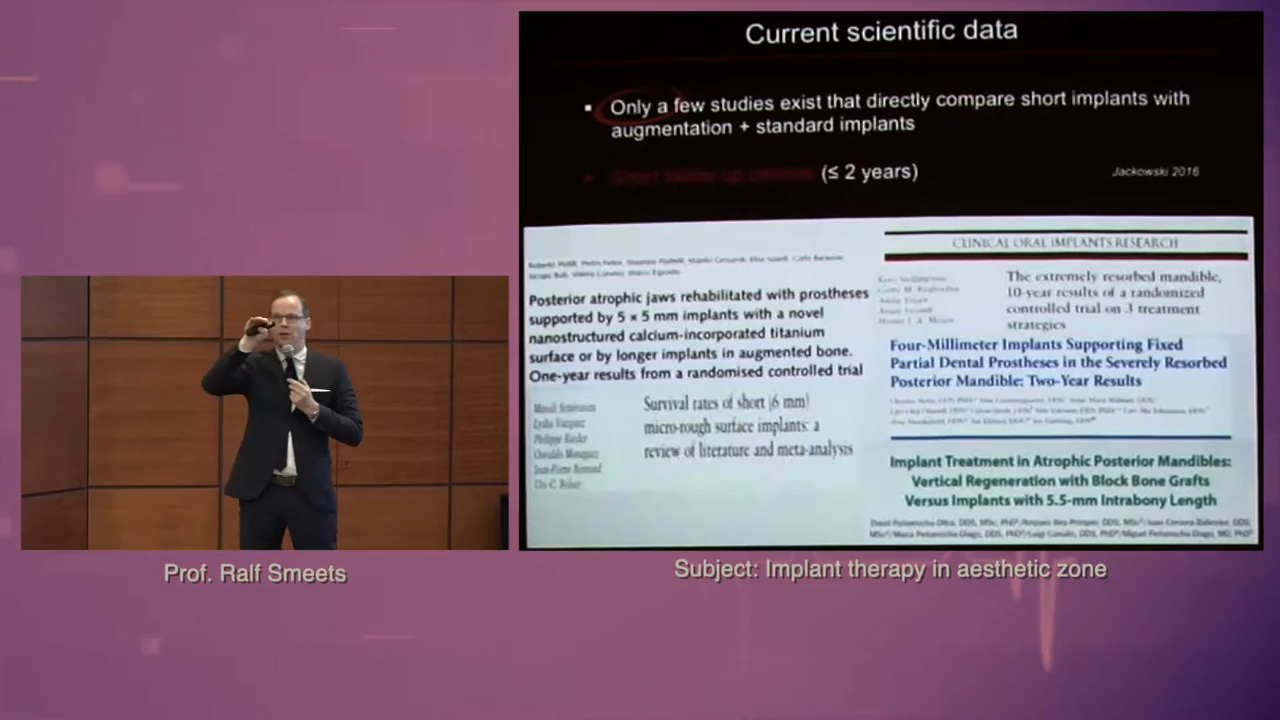 Current scientific data
▪ Only a few studies exist that directly compare short implants with
augmentation + standard implants
Short follow up periods (≤ 2 years)
Jackowski 2016
Posterior atrophic jaws rehabilitated with prostheses
supported by 5 × 5 mm implants with a novel
nanostructured calcium-incorporated titanium
surface or by longer implants in augmented bone.
One-year results from a randomised controlled trial
Survival rates of short (6 mm)
micro-rough surface implants: a
review of literature and meta-analysis
CLINICAL ORAL IMPLANTS RESEARCH
The extremely resorbed mandible,
10-year results of a randomized
controlled trial on 3 treatment
strategies
Four-Millimeter Implants Supporting Fixed
Partial Dental Prostheses in the Severely Resorbed
Posterior Mandible: Two-Year Results
Implant Treatment in Atrophic Posterior Mandibles:
Vertical Regeneration with Block Bone Grafts
Versus Implants with 5.5-mm Intrabony Length
Prof. Ralf Smeets
Subject: Implant therapy in aesthetic zone